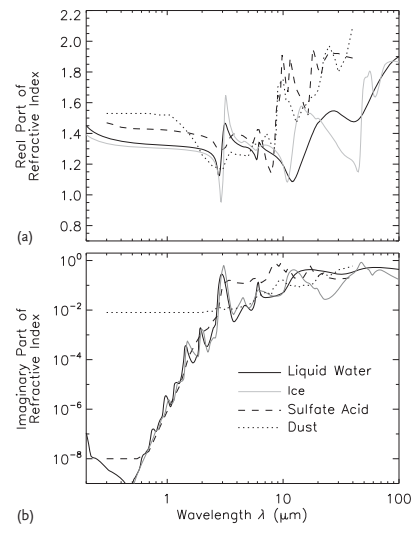 2.2
2.0
1.8
1.6
1.4
1.2
1.0
0.8
Real Part of
Refractive Index
(a)
10⁰
10⁻²
10⁻⁴
10⁻⁶
10⁻⁸
Imaginary Part of
Refractive Index
Liquid Water
Ice
Sulfate Acid
Dust
1
10
100
(b)
Wavelength λ (μm)